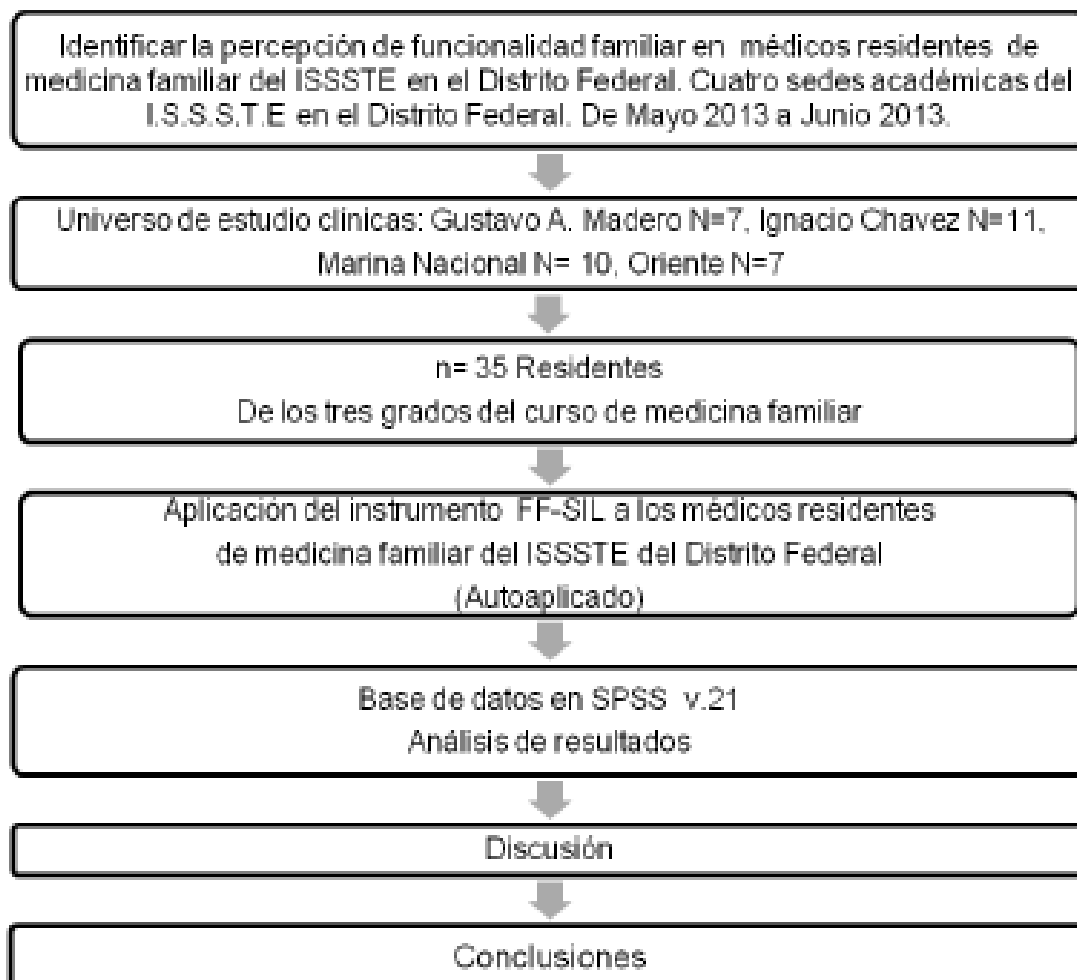 Identificar la percepción de funcionalidad familiar en médicos residentes de
medicina familiar del ISSSTE en el Distrito Federal. Cuatro sedes académicas del
I.S.S.S.T.E en el Distrito Federal. De Mayo 2013 a Junio 2013.
Universo de estudio clínicas: Gustavo A. Madero N=7, Ignacio Chavez N=11,
Marina Nacional N= 10, Oriente N=7
n= 35 Residentes
De los tres grados del curso de medicina familiar
Aplicación del instrumento FF-SIL a los médicos residentes
de medicina familiar del ISSSTE del Distrito Federal
(Autoaplicado)
Base de datos en SPSS v.21
Análisis de resultados
Discusión
Conclusiones